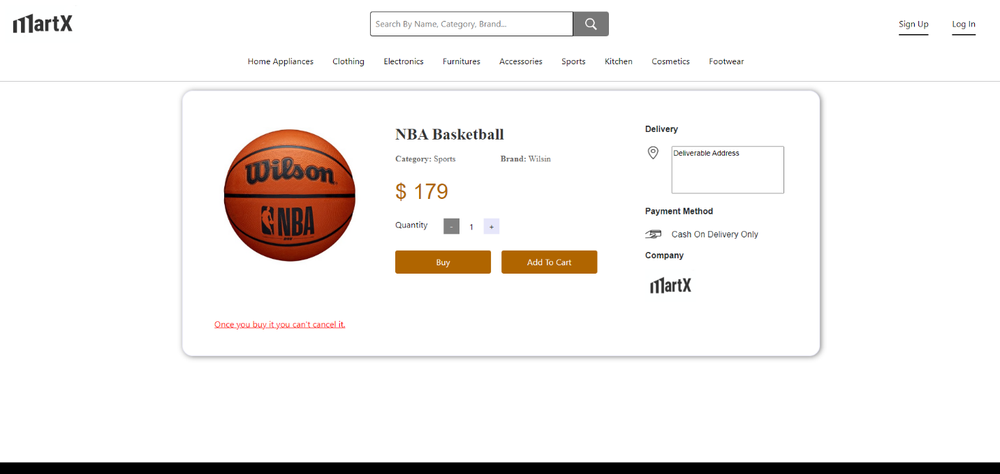 martX
Search By Name, Category, Brand...
Sign Up
Log In
Home Appliances Clothing Electronics Furnitures Accessories Sports Kitchen Cosmetics Footwear
Wilson
NBA
NBA Basketball
Category: Sports Brand: Wilsin
$ 179
Quantity - 1 +
Buy Add To Cart
Once you buy it you can't cancel it.
Delivery
Deliverable Address
Payment Method
Cash On Delivery Only
Company
martX